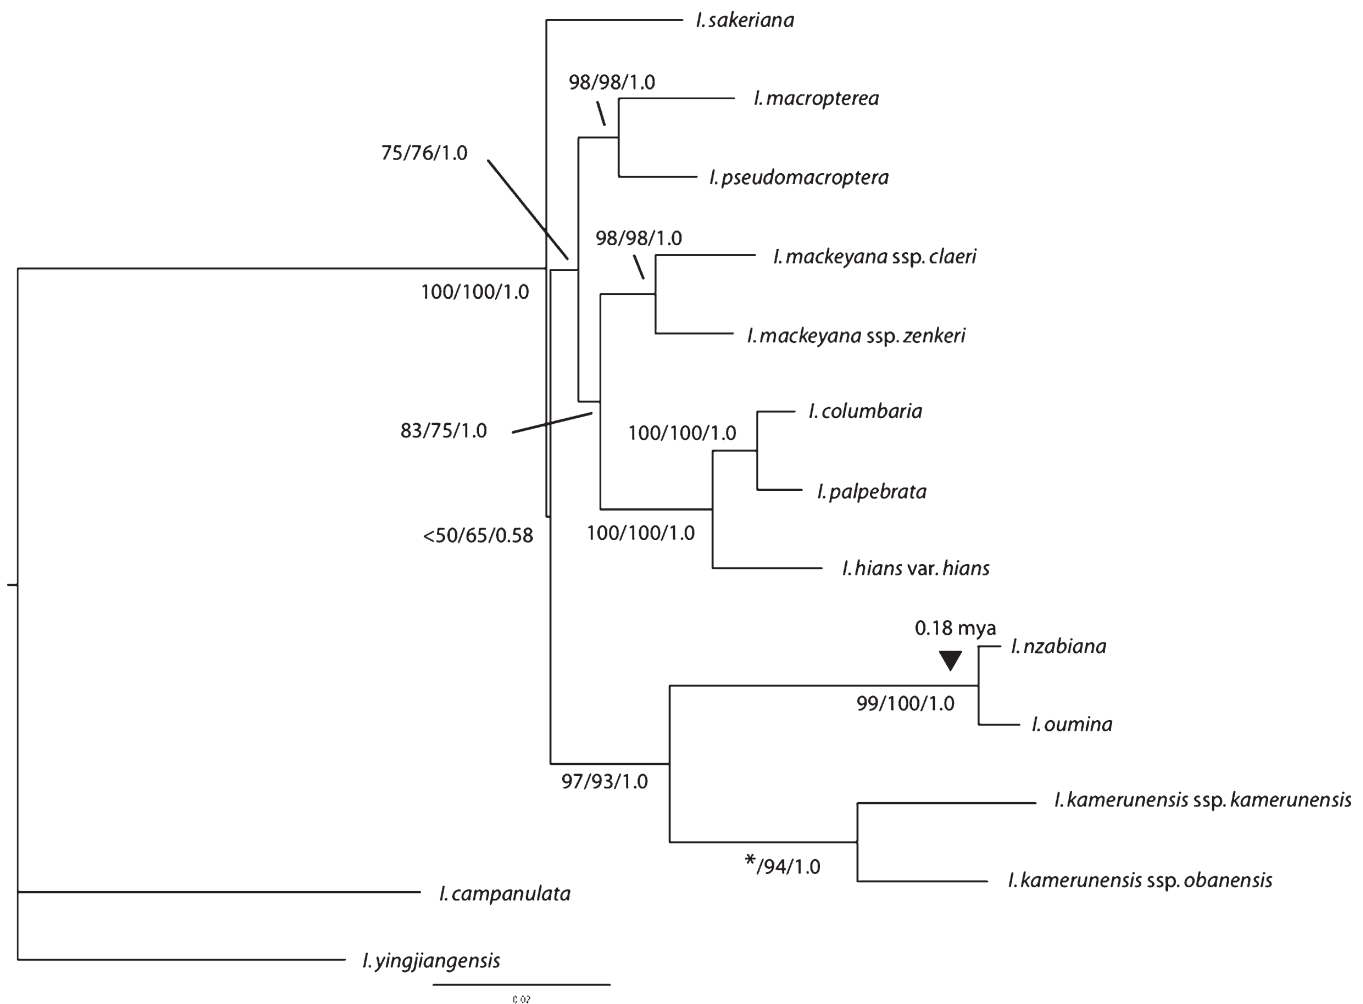 I. sakeriana
98/98/1.0
I. macropterea
75/76/1.0
I. pseudomacroptera
98/98/1.0
I. mackeyana ssp. claeri
100/100/1.0
I. mackeyana ssp. zenkeri
I. columbaria
83/75/1.0
100/100/1.0
I. palpebrata
<50/65/0.58
100/100/1.0
I. hians var. hians
0.18 mya
I. nzabiana
99/100/1.0
I. oumina
97/93/1.0
I. kamerunensis ssp. kamerunensis
*/94/1.0
I. kamerunensis ssp. obanensis
I. campanulata
I. yingjiangensis
0.02